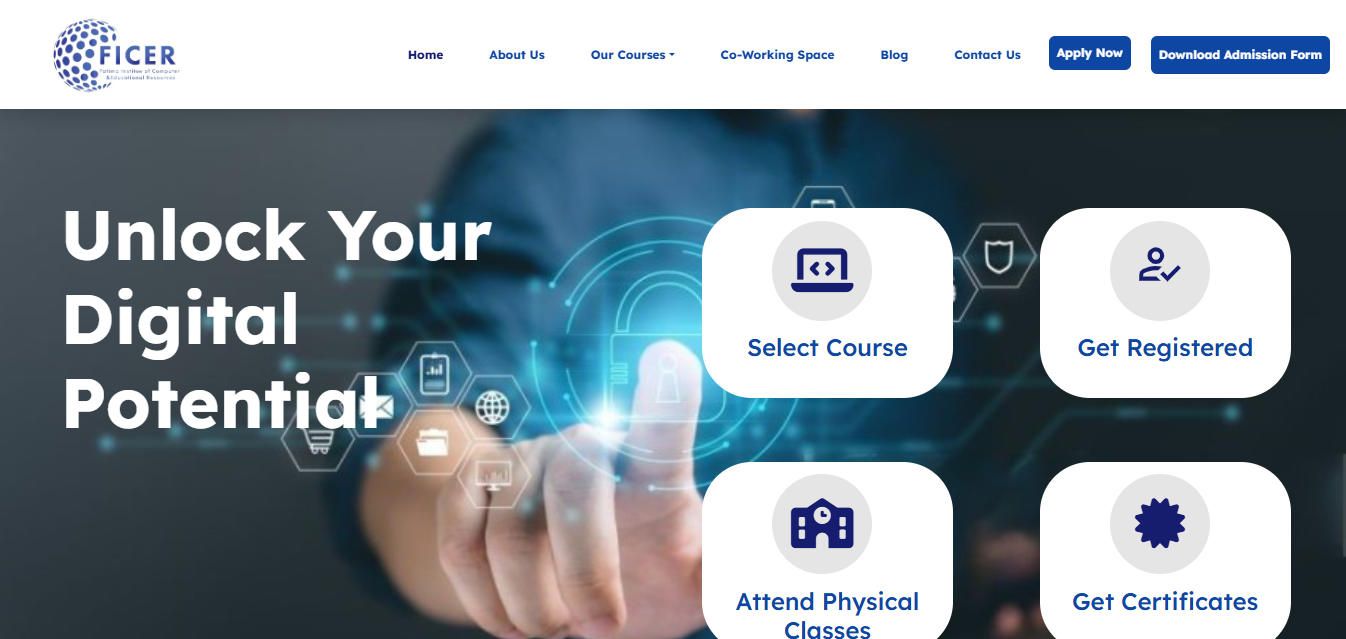 FICER
Fatima Institue of Computer
& Educational Resources
Home
About Us
Our Courses
Co-Working Space
Blog
Contact Us
Apply Now
Download Admission Form
Unlock Your
Digital
Potential
Select Course
Get Registered
Attend Physical
Classes
Get Certificates